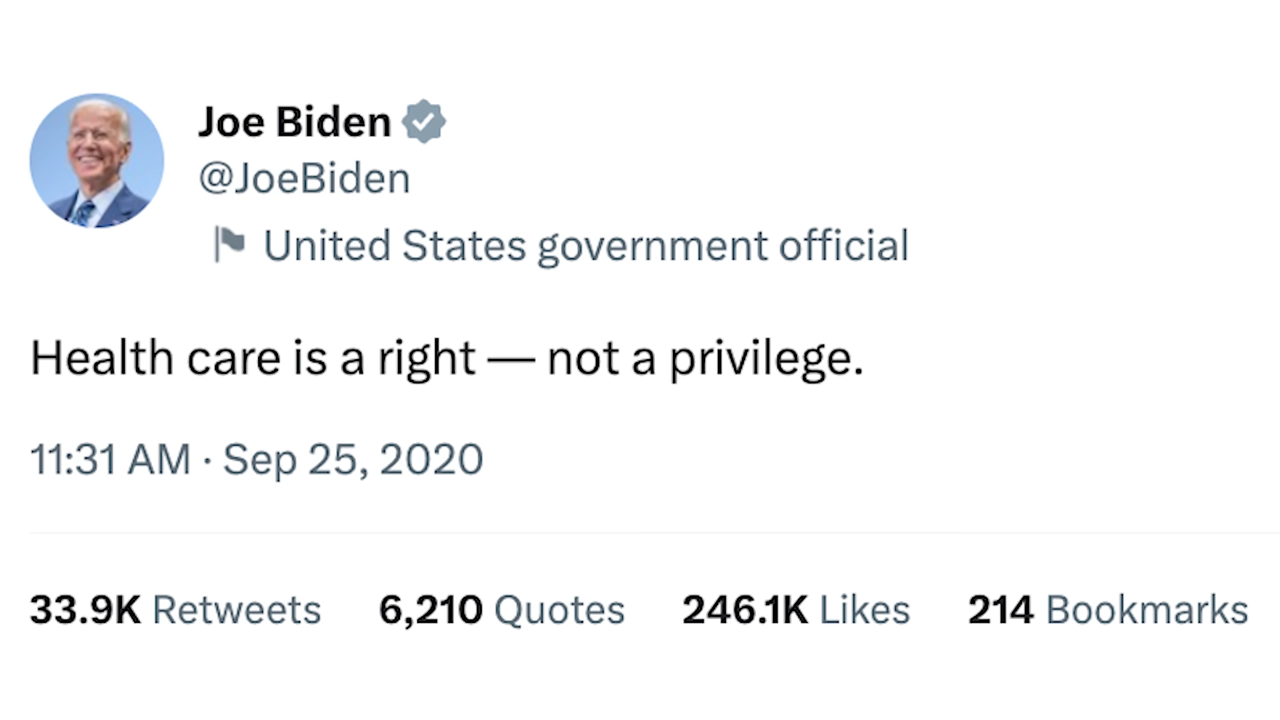 Joe Biden
@JoeBiden
United States government official
Health care is a right — not a privilege.
11:31 AM · Sep 25, 2020
33.9K Retweets 6,210 Quotes 246.1K Likes 214 Bookmarks